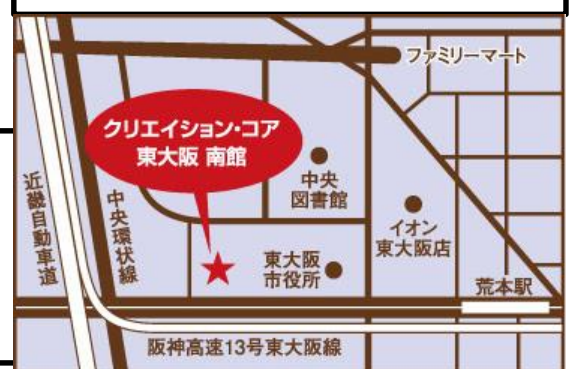 ファミリーマート
クリエイション・コア
東大阪 南館
中央
図書館
近畿自動車道
中央環状線
イオン
東大阪店
東大阪
市役所
荒本駅
阪神高速13号東大阪線